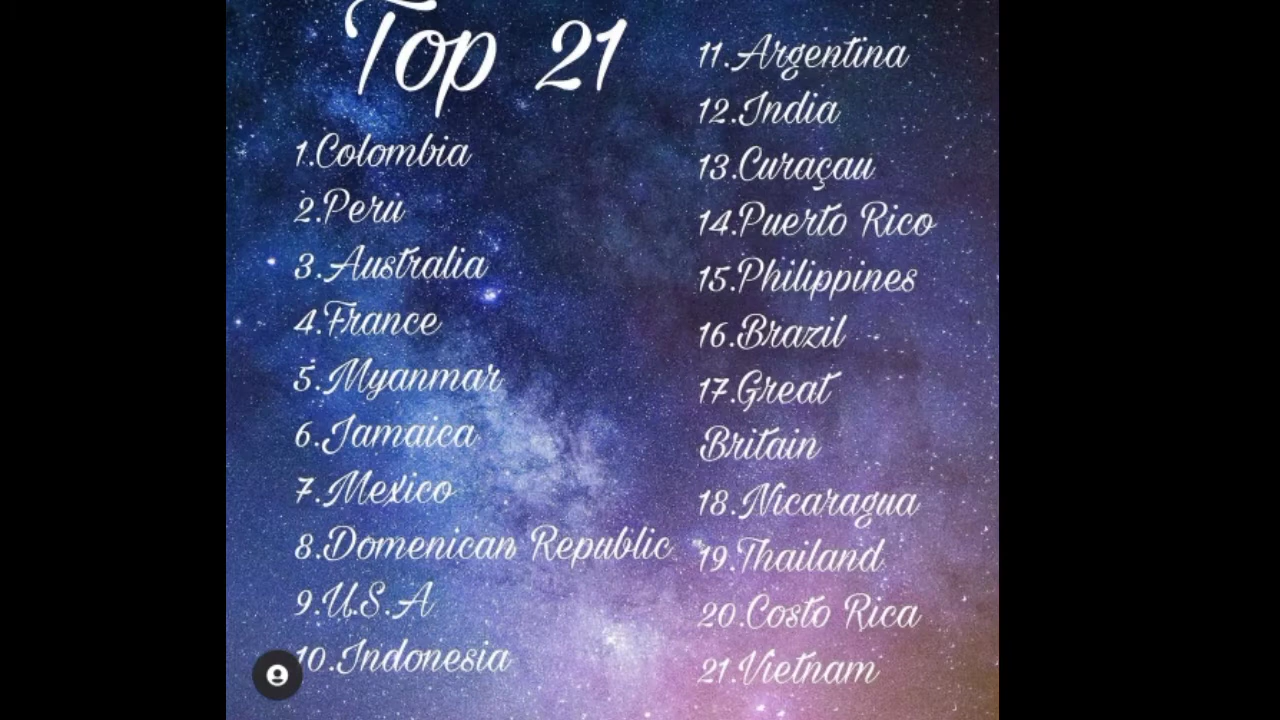 Top 21
1.Colombia
2.Peru
3.Australia
4.France
5.Myanmar
6.Jamaica
7.Mexico
8.Domenican Republic
9.U.S.A
10.Indonesia
11.Argentina
12.India
13.Curaçau
14.Puerto Rico
15.Philippines
16.Brazil
17.Great
Britain
18.Nicaragua
19.Thailand
20.Costo Rica
21.Vietnam